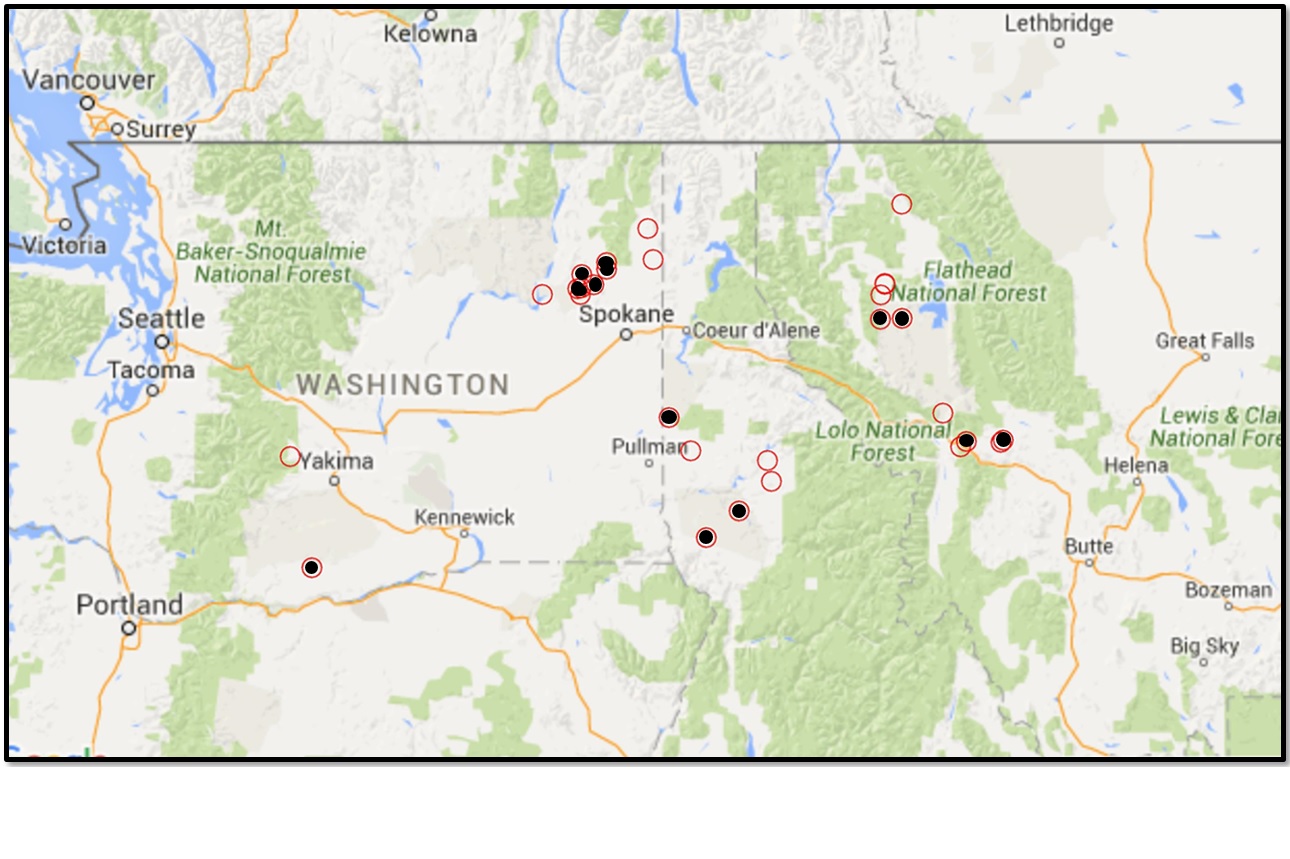 Lethbridge
Kelowna
Vancouver
Surrey
Victoria
Mt.
Baker-Snoqualmie
National Forest
Flathead
National Forest
Seattle
Spokane
Coeur d'Alene
Great Falls
Tacoma
WASHINGTON
Lewis & Cla
National Fore
Lolo National
Forest
Pullman
Yakima
Helena
Kennewick
Butte
Portland
Bozeman
Big Sky